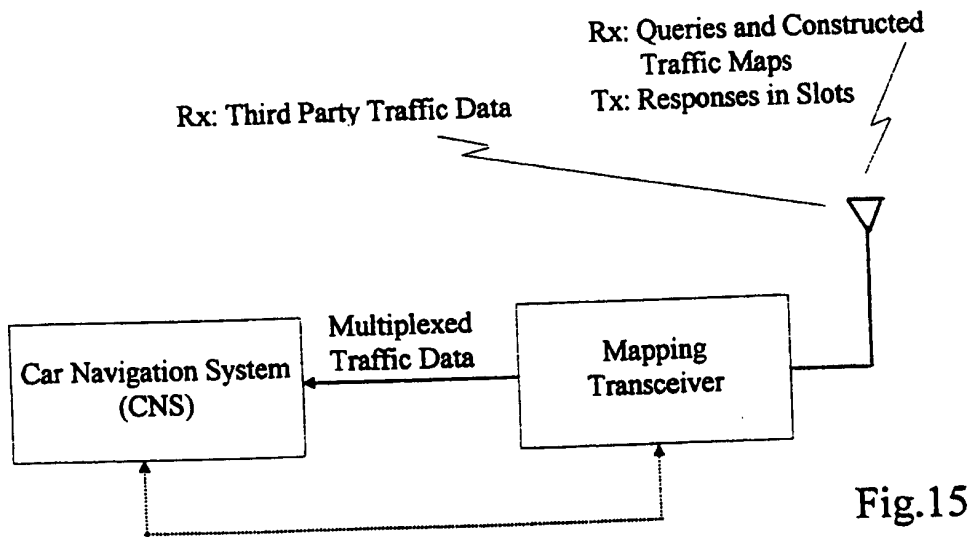 Rx: Queries and Constructed
Traffic Maps
Tx: Responses in Slots
Rx: Third Party Traffic Data
Multiplexed
Traffic Data
Car Navigation System
(CNS)
Mapping
Transceiver
Fig.15